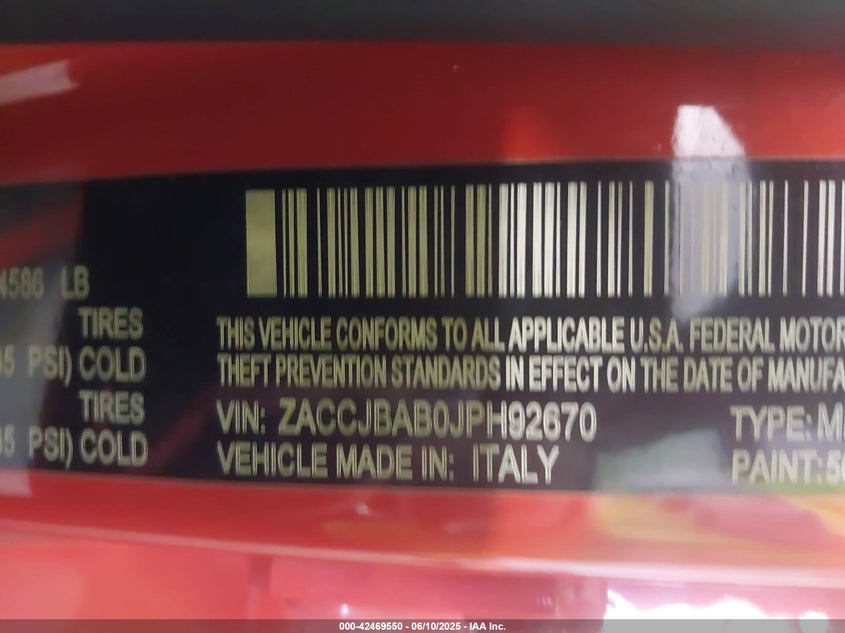 4586 LB
TIRES
PSI) COLD
TIRES
PSI) COLD
THIS VEHICLE CONFORMS TO ALL APPLICABLE U.S.A. FEDERAL MOTOR
THEFT PREVENTION STANDARDS IN EFFECT ON THE DATE OF MANUFA
VIN: ZACCJBAB0JPH92670
TYPE: M
VEHICLE MADE IN: ITALY
PAINT: 5
000-42469550 - 06/10/2025 - IAA Inc.